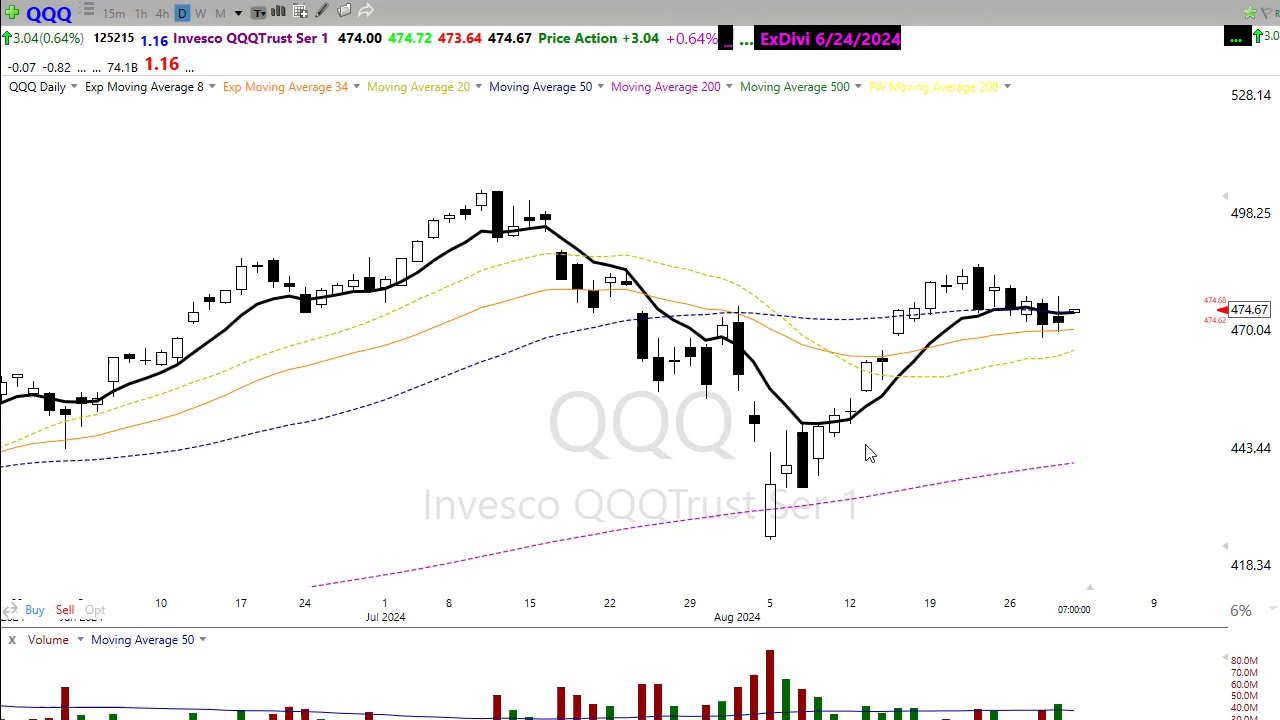 QQQ 15m 1h 4h D W M T
3.04(0.64%) 125215 1.16 Invesco QQQTrust Ser 1 474.00 474.72 473.64 474.67 Price Action +3.04 +0.64% ... ... ExDivi 6/24/2024 ... 3.0
-0.07 -0.82 ... ... 74.1B 1.16 ...
QQQ Daily Exp Moving Average 8 Exp Moving Average 34 Moving Average 20 Moving Average 50 Moving Average 200 Moving Average 500 FW Moving Average 200
528.14
498.25
474.68
474.67
474.62
470.04
QQQ
443.44
Invesco QQQTrust Ser 1
418.34
10 17 24 1 8 15 22 29 5 12 19 26 07:00:00 9
Buy Sell Opt 6%
Jul 2024 Aug 2024
X Volume Moving Average 50
80.0M
70.0M
60.0M
50.0M
40.0M